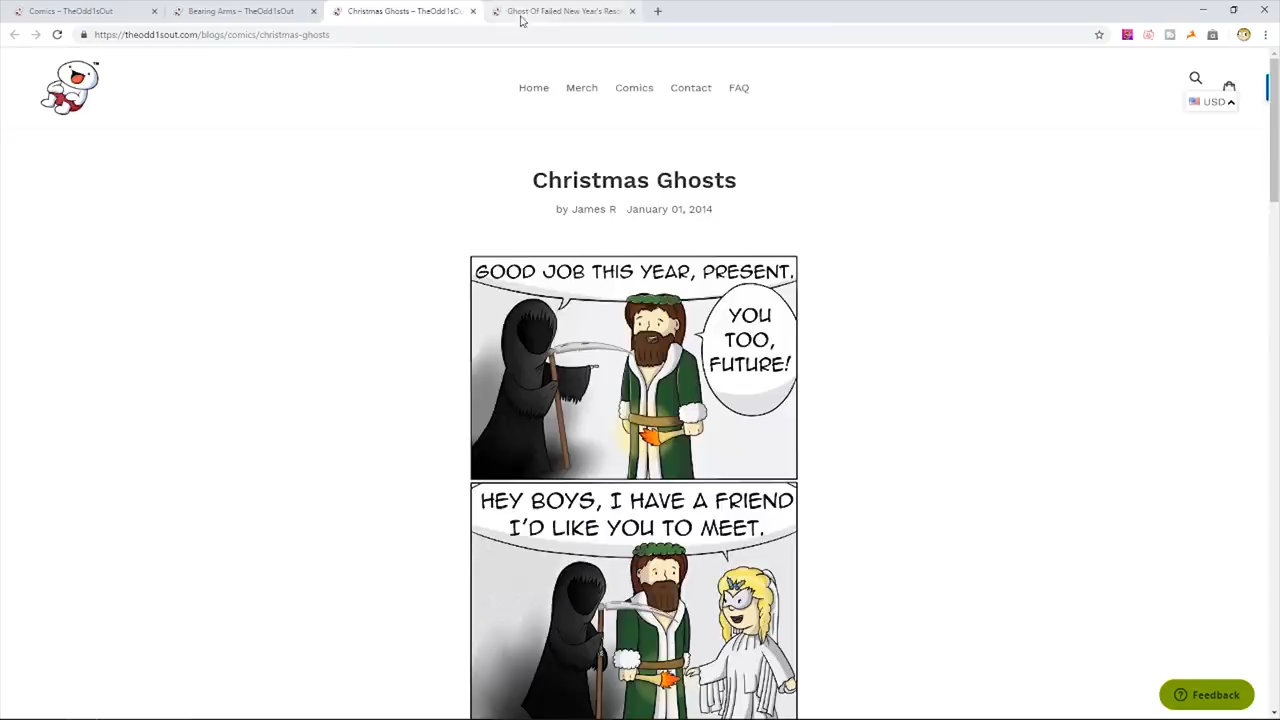 Comics – TheOdd1sOut
Bearing Arms – TheOdd1sOut
Christmas Ghosts – TheOdd1sOu
Ghost Of Failed New Year's Reso
https://theodd1sout.com/blogs/comics/christmas-ghosts
TM
Home
Merch
Comics
Contact
FAQ
USD
Christmas Ghosts
by James R January 01, 2014
GOOD JOB THIS YEAR, PRESENT.
YOU
TOO,
FUTURE!
HEY BOYS, I HAVE A FRIEND
I'D LIKE YOU TO MEET.
Feedback